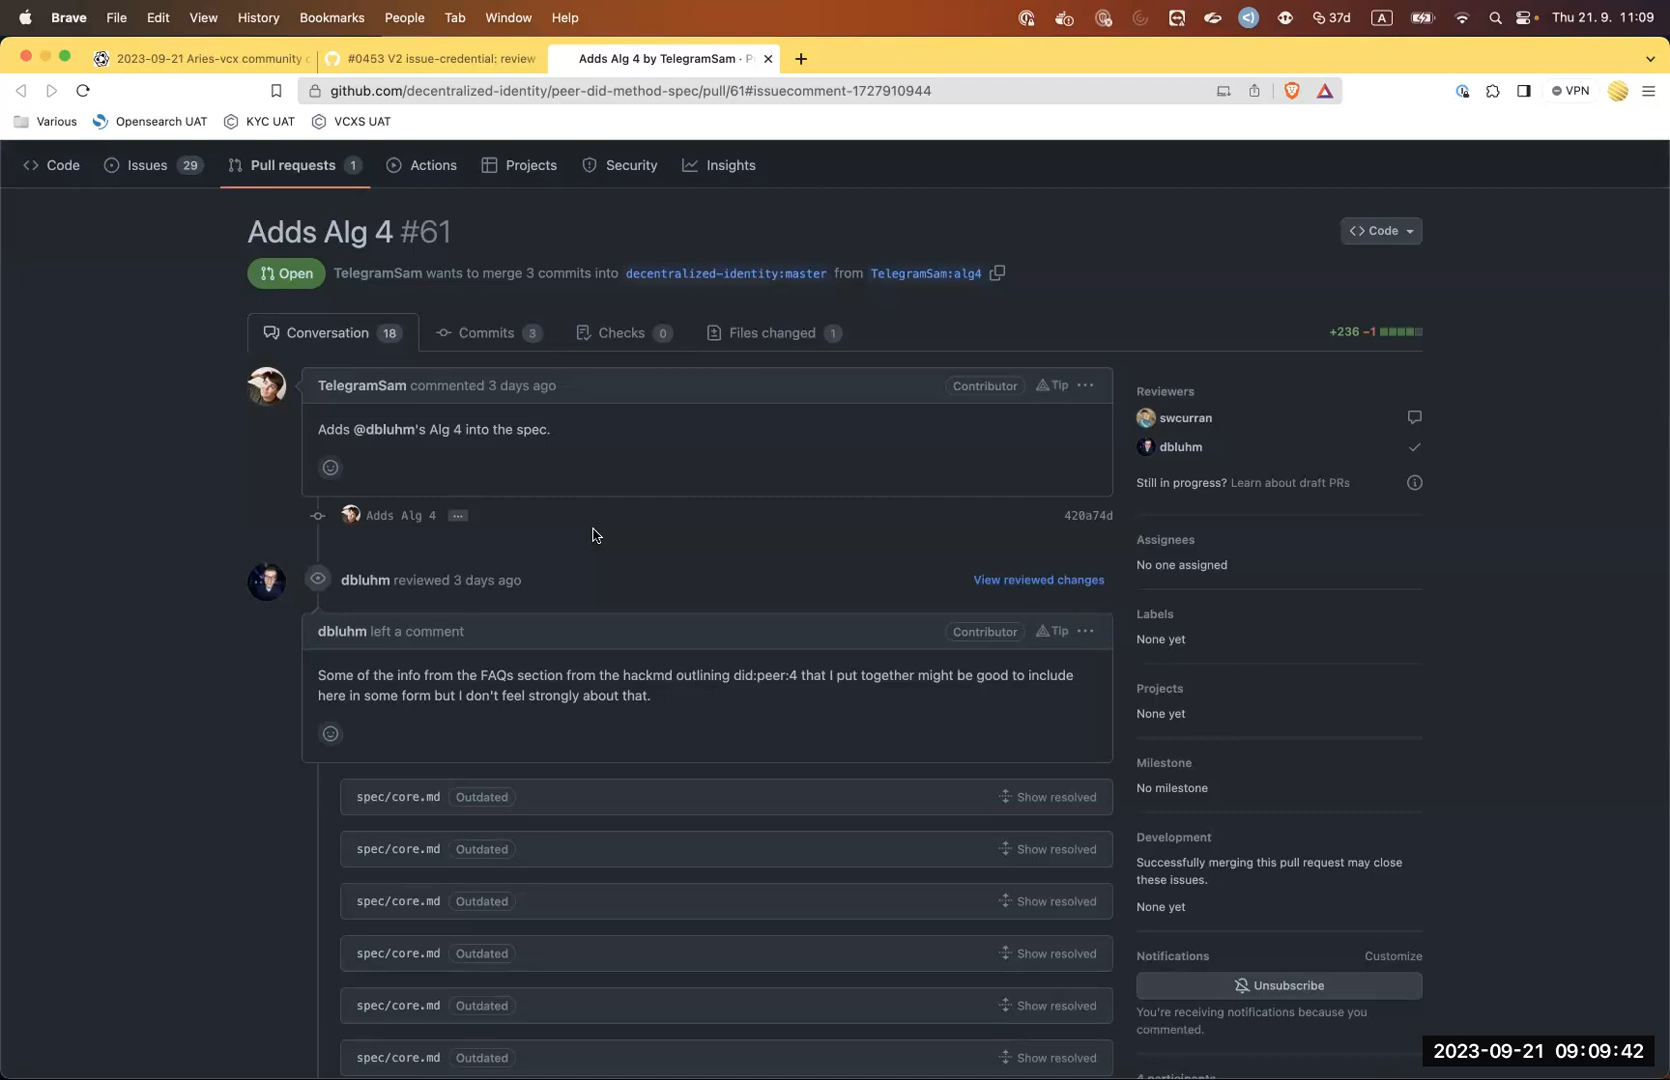 Brave File Edit View History Bookmarks People Tab Window Help 37d A Thu 21. 9. 11:09
2023-09-21 Aries-vcx community #0453 V2 issue-credential: review Adds Alg 4 by TelegramSam ·
github.com/decentralized-identity/peer-did-method-spec/pull/61#issuecomment-1727910944 VPN
Various Opensearch UAT KYC UAT VCXS UAT
Code Issues 29 Pull requests 1 Actions Projects Security Insights
Adds Alg 4 #61
Code
Open TelegramSam wants to merge 3 commits into decentralized-identity:master from TelegramSam:alg4
Conversation 18 Commits 3 Checks 0 Files changed 1 +236 −1
TelegramSam commented 3 days ago Contributor Tip
Adds @dbluhm's Alg 4 into the spec.
Adds Alg 4 ... 420a74d
dbluhm reviewed 3 days ago View reviewed changes
dbluhm left a comment Contributor Tip
Some of the info from the FAQs section from the hackmd outlining did:peer:4 that I put together might be good to include
here in some form but I don't feel strongly about that.
spec/core.md Outdated Show resolved
spec/core.md Outdated Show resolved
spec/core.md Outdated Show resolved
spec/core.md Outdated Show resolved
spec/core.md Outdated Show resolved
spec/core.md Outdated Show resolved
Reviewers
swcurran
dbluhm
Still in progress? Learn about draft PRs
Assignees
No one assigned
Labels
None yet
Projects
None yet
Milestone
No milestone
Development
Successfully merging this pull request may close
these issues.
None yet
Notifications Customize
Unsubscribe
You're receiving notifications because you
commented.
2023-09-21 09:09:42